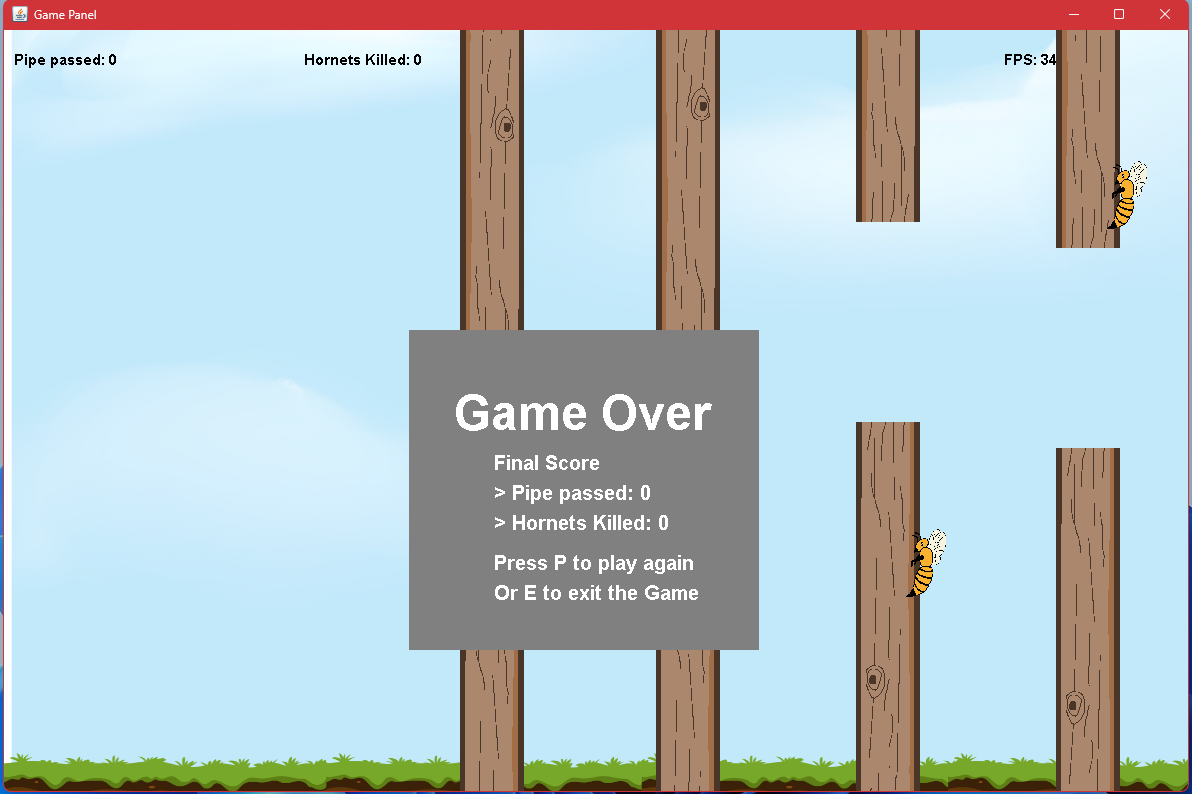 Game Panel
Pipe passed: 0 Hornets Killed: 0 FPS: 34
Game Over
Final Score
> Pipe passed: 0
> Hornets Killed: 0
Press P to play again
Or E to exit the Game